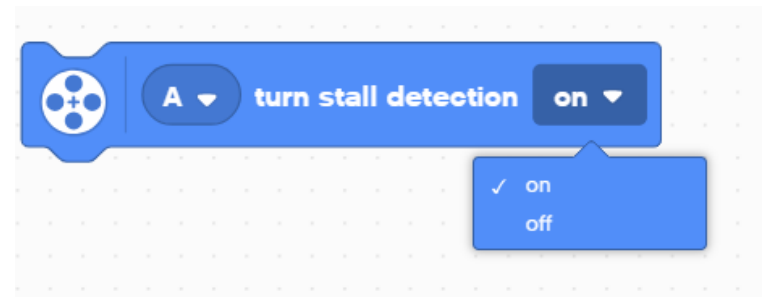 A turn stall detection on
✓ on
off